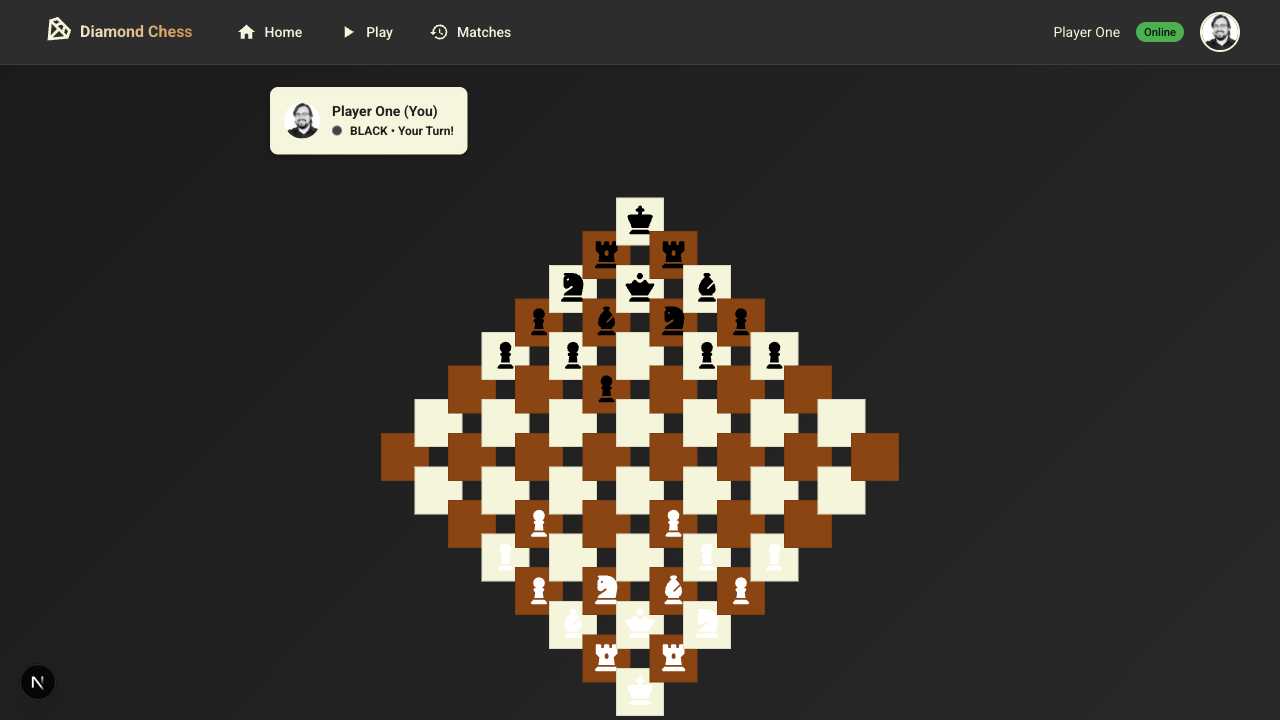 Diamond Chess
Home
Play
Matches
Player One
Online
Player One (You)
BLACK • Your Turn!
N